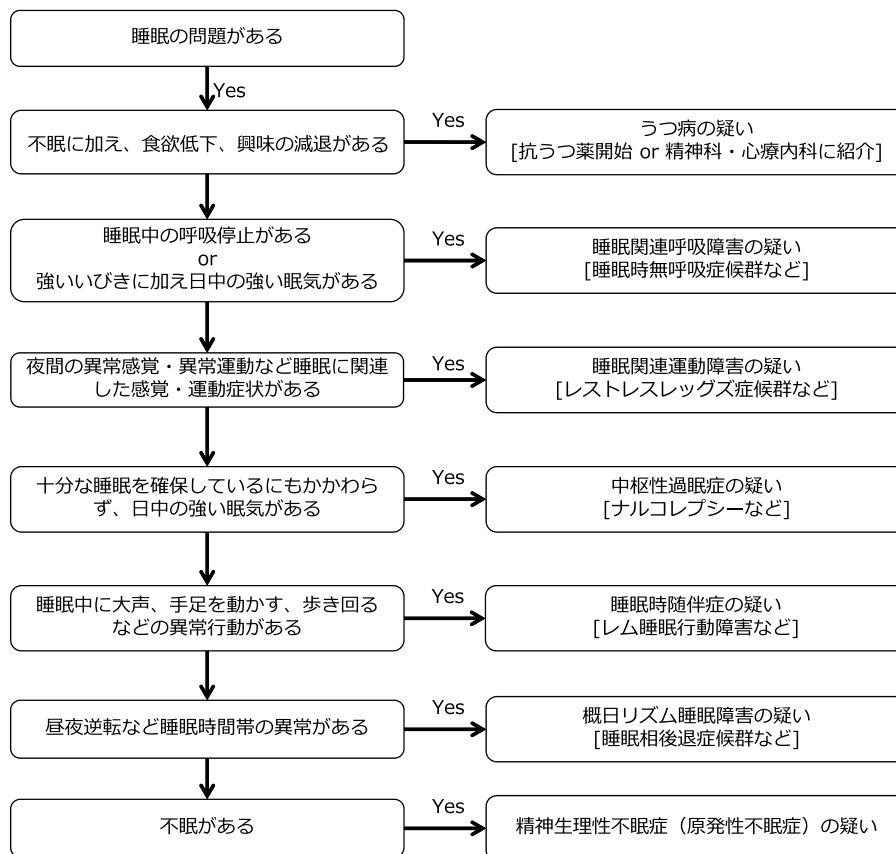 睡眠の問題がある
Yes
不眠に加え、食欲低下、興味の減退がある
Yes
うつ病の疑い
[抗うつ薬開始 or 精神科・心療内科に紹介]
睡眠中の呼吸停止がある
or
強いいびきに加え日中の強い眠気がある
Yes
睡眠関連呼吸障害の疑い
[睡眠時無呼吸症候群など]
夜間の異常感覚・異常運動など睡眠に関連
した感覚・運動症状がある
Yes
睡眠関連運動障害の疑い
[レストレスレッグズ症候群など]
十分な睡眠を確保しているにもかかわら
ず、日中の強い眠気がある
Yes
中枢性過眠症の疑い
[ナルコレプシーなど]
睡眠中に大声、手足を動かす、歩き回る
などの異常行動がある
Yes
睡眠時随伴症の疑い
[レム睡眠行動障害など]
昼夜逆転など睡眠時間帯の異常がある
Yes
概日リズム睡眠障害の疑い
[睡眠相後退症候群など]
不眠がある
Yes
精神生理性不眠症（原発性不眠症）の疑い